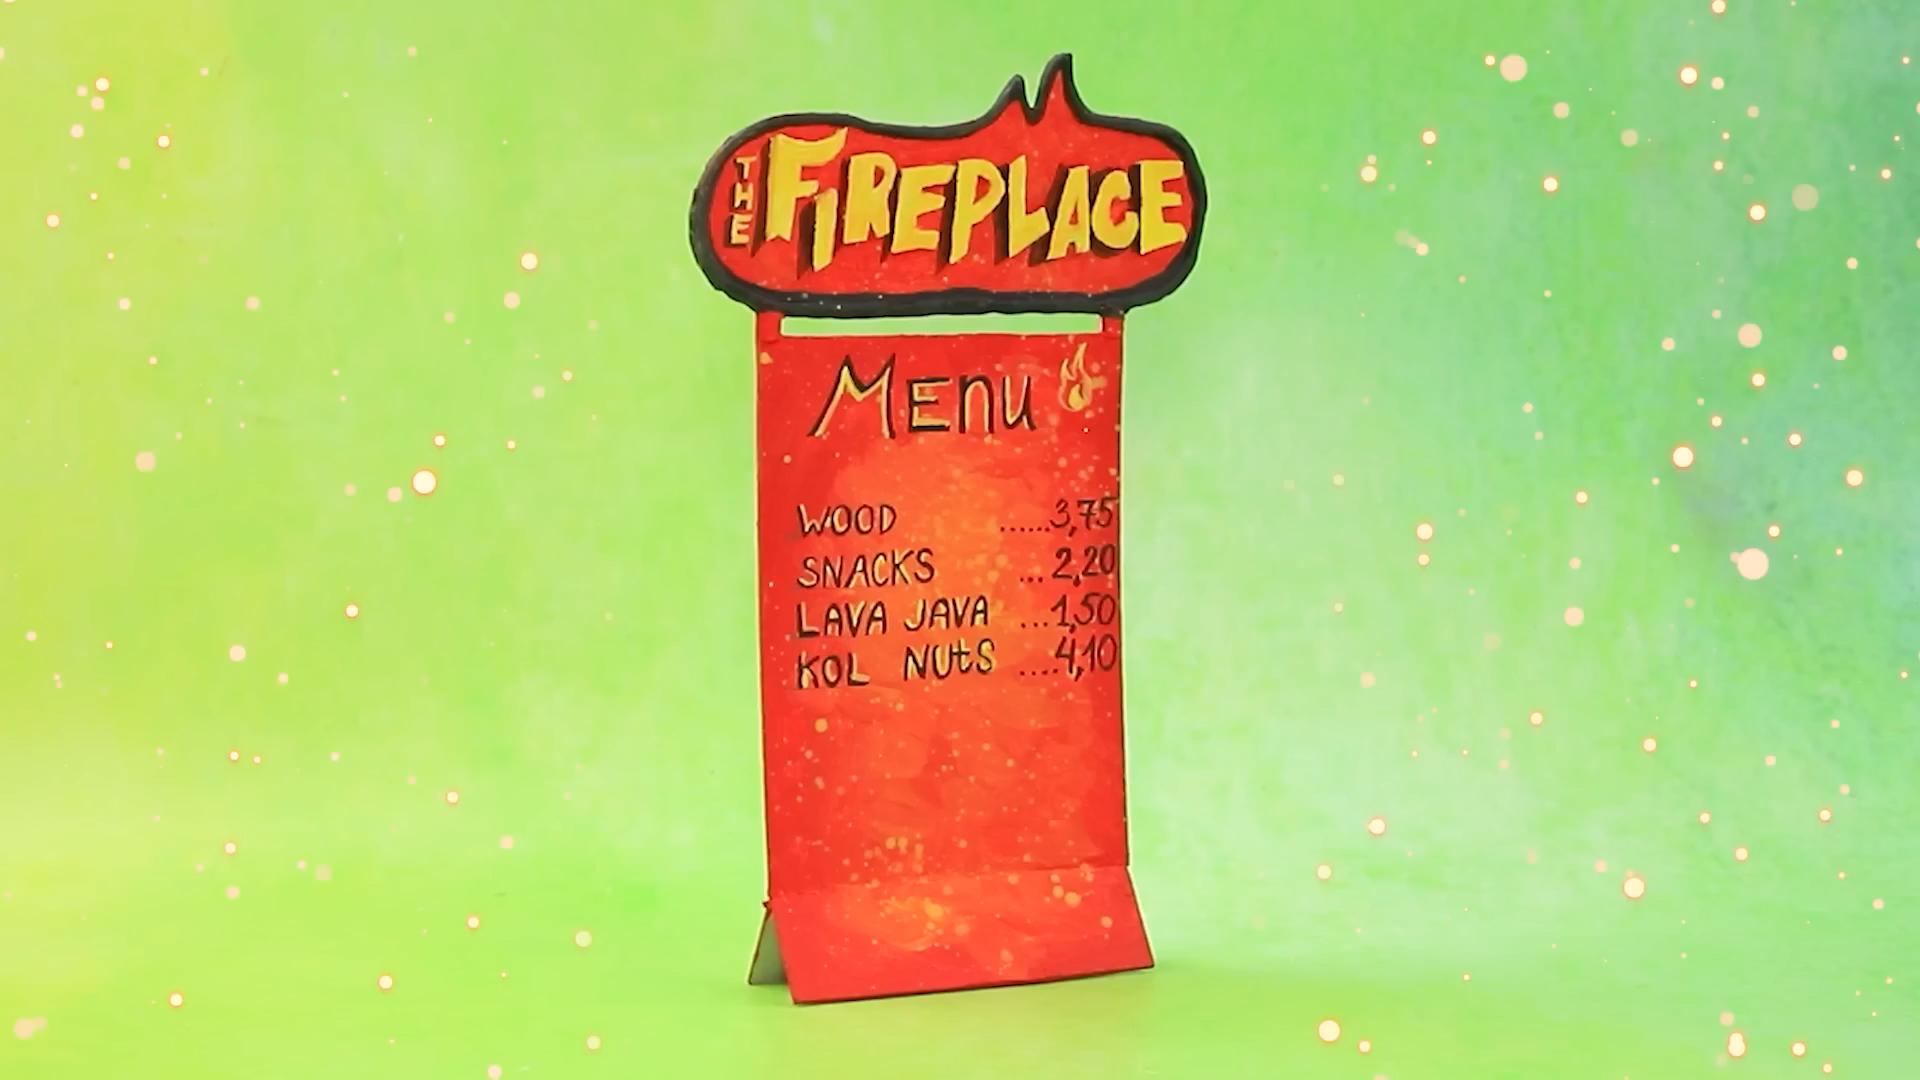 THE FIREPLACE
MENU
WOOD ......3,75
SNACKS ...2,20
LAVA JAVA ...1,50
KOL NUtS ....4,10